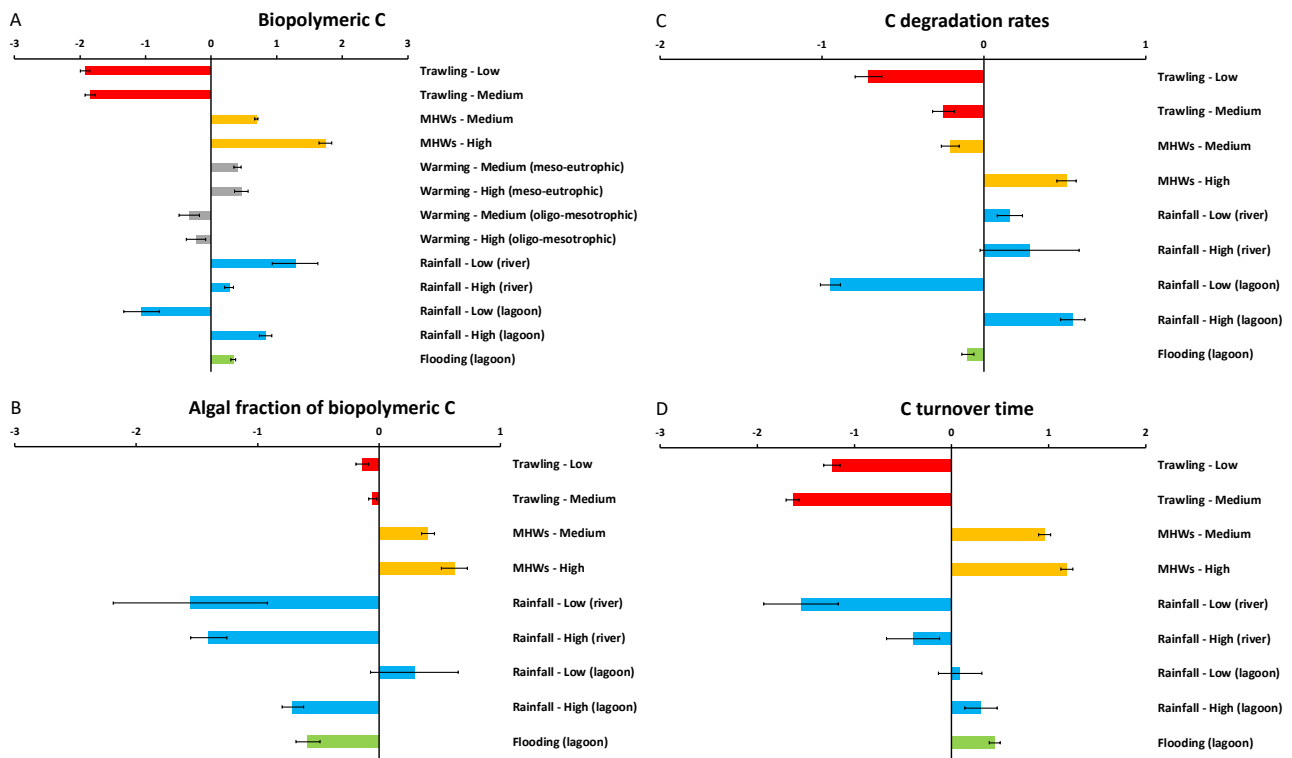 A
Biopolymeric C
-3 -2 -1 0 1 2 3
Trawling - Low
Trawling - Medium
MHWs - Medium
MHWs - High
Warming - Medium (meso-eutrophic)
Warming - High (meso-eutrophic)
Warming - Medium (oligo-mesotrophic)
Warming - High (oligo-mesotrophic)
Rainfall - Low (river)
Rainfall - High (river)
Rainfall - Low (lagoon)
Rainfall - High (lagoon)
Flooding (lagoon)
B
Algal fraction of biopolymeric C
-3 -2 -1 0 1
Trawling - Low
Trawling - Medium
MHWs - Medium
MHWs - High
Rainfall - Low (river)
Rainfall - High (river)
Rainfall - Low (lagoon)
Rainfall - High (lagoon)
Flooding (lagoon)
C
C degradation rates
-2 -1 0 1
Trawling - Low
Trawling - Medium
MHWs - Medium
MHWs - High
Rainfall - Low (river)
Rainfall - High (river)
Rainfall - Low (lagoon)
Rainfall - High (lagoon)
Flooding (lagoon)
D
C turnover time
-3 -2 -1 0 1 2
Trawling - Low
Trawling - Medium
MHWs - Medium
MHWs - High
Rainfall - Low (river)
Rainfall - High (river)
Rainfall - Low (lagoon)
Rainfall - High (lagoon)
Flooding (lagoon)